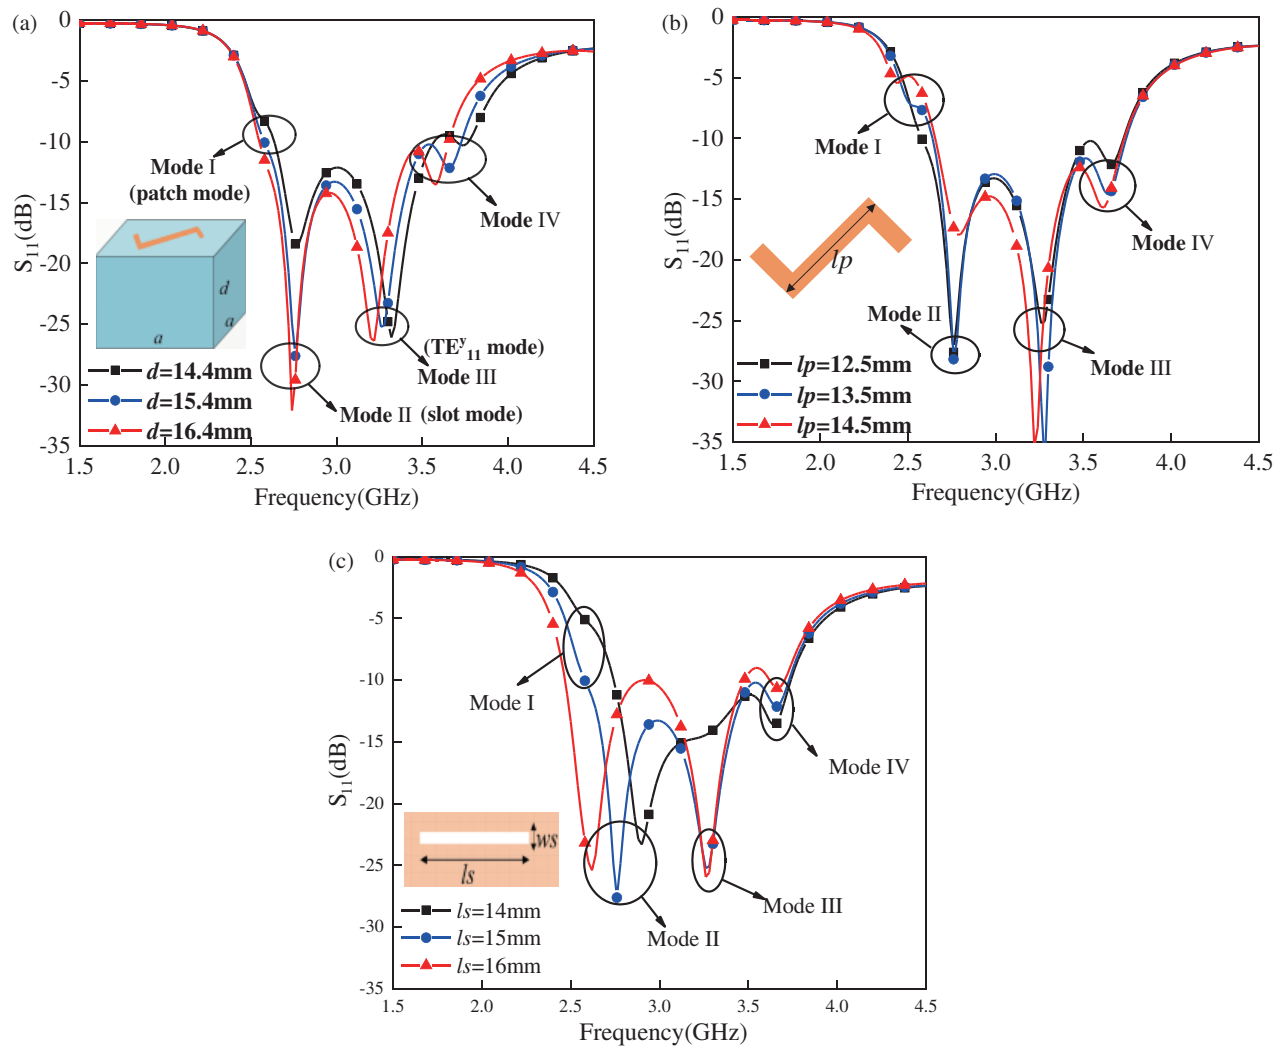 (a)
0
-5
-10
-15
-20
-25
-30
-35
S11(dB)
1.5 2.0 2.5 3.0 3.5 4.0 4.5
Frequency(GHz)
Mode I
(patch mode)
Mode IV
(TEy11 mode)
Mode III
Mode II (slot mode)
d
a
a
d=14.4mm
d=15.4mm
d=16.4mm
(b)
0
-5
-10
-15
-20
-25
-30
-35
S11(dB)
1.5 2.0 2.5 3.0 3.5 4.0 4.5
Frequency(GHz)
Mode I
Mode IV
lp
Mode II
Mode III
lp=12.5mm
lp=13.5mm
lp=14.5mm
(c)
0
-5
-10
-15
-20
-25
-30
-35
S11(dB)
1.5 2.0 2.5 3.0 3.5 4.0 4.5
Frequency(GHz)
Mode I
Mode IV
ws
ls
Mode III
Mode II
ls=14mm
ls=15mm
ls=16mm